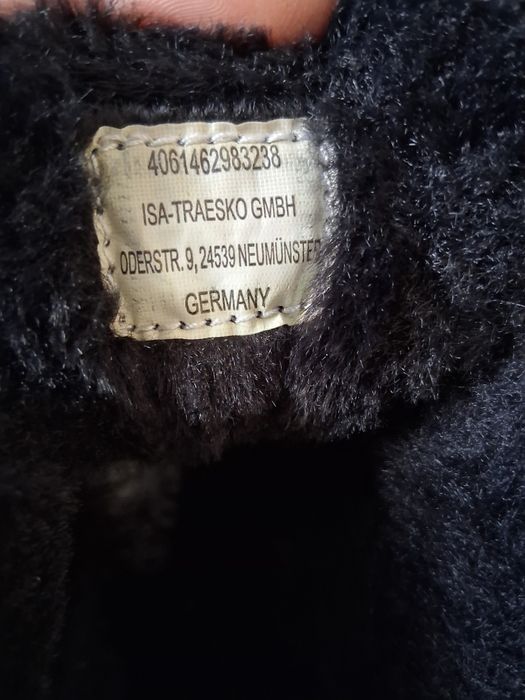 4061462983238
ISA-TRAESKO GMBH
ODERSTR. 9, 24539 NEUMÜNSTER
GERMANY